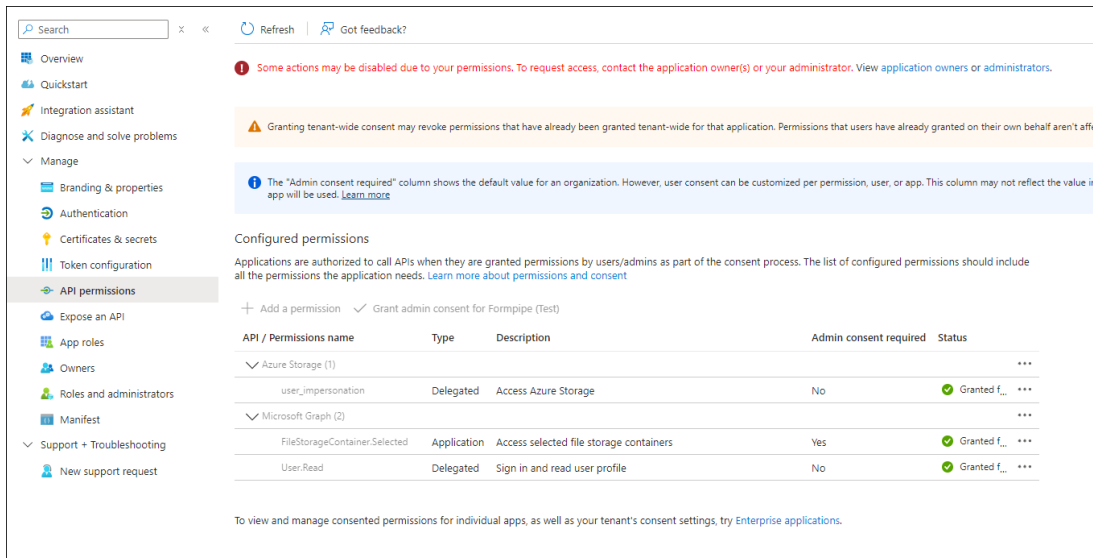 Search
Refresh
Got feedback?
Overview
Quickstart
Integration assistant
Diagnose and solve problems
Manage
Branding & properties
Authentication
Certificates & secrets
Token configuration
API permissions
Expose an API
App roles
Owners
Roles and administrators
Manifest
Support + Troubleshooting
New support request
Some actions may be disabled due to your permissions. To request access, contact the application owner(s) or your administrator. View application owners or administrators.
Granting tenant-wide consent may revoke permissions that have already been granted tenant-wide for that application. Permissions that users have already granted on their own behalf aren't affe
The "Admin consent required" column shows the default value for an organization. However, user consent can be customized per permission, user, or app. This column may not reflect the value in
app will be used. Learn more
Configured permissions
Applications are authorized to call APIs when they are granted permissions by users/admins as part of the consent process. The list of configured permissions should include
all the permissions the application needs. Learn more about permissions and consent
Add a permission Grant admin consent for Formpipe (Test)
API / Permissions name Type Description Admin consent required Status
Azure Storage (1)
user_impersonation Delegated Access Azure Storage No Granted f...
Microsoft Graph (2)
FileStorageContainer.Selected Application Access selected file storage containers Yes Granted f...
User.Read Delegated Sign in and read user profile No Granted f...
To view and manage consented permissions for individual apps, as well as your tenant's consent settings, try Enterprise applications.